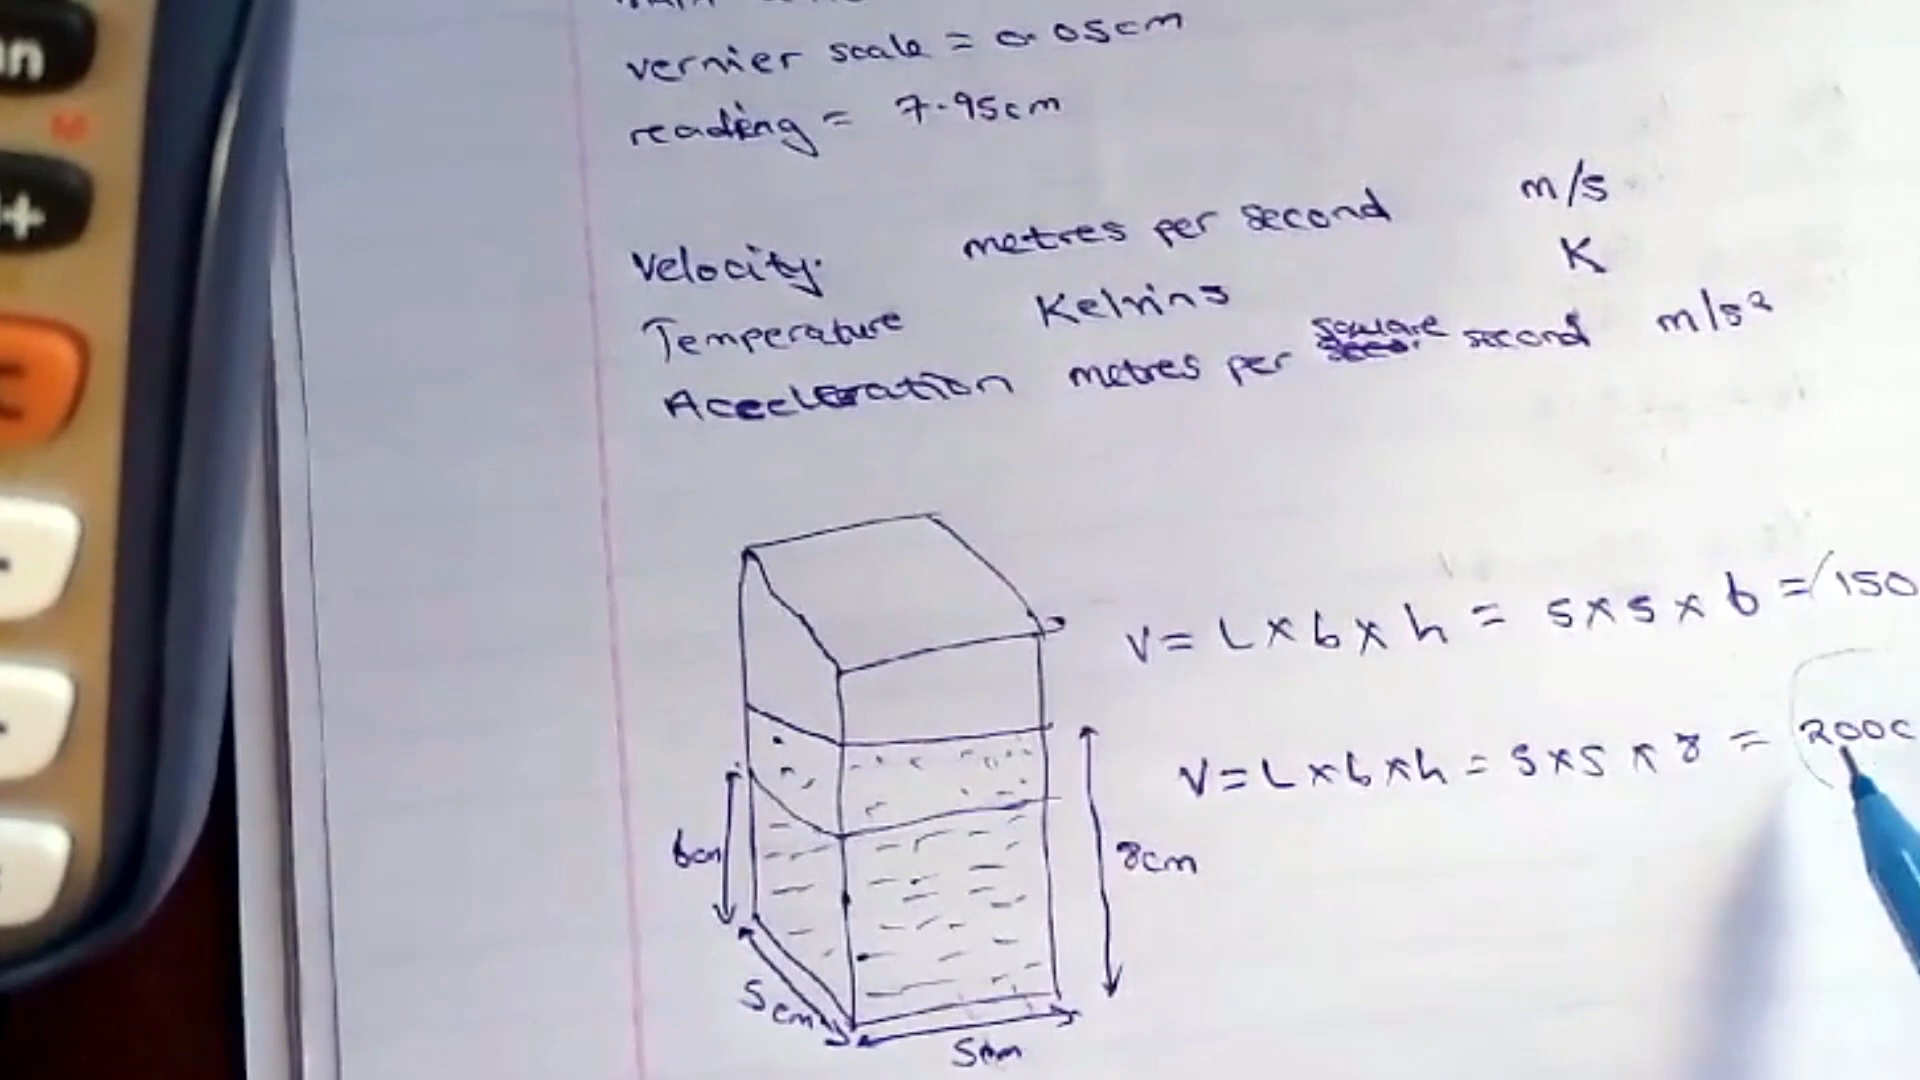 vernier scale = 0.05cm
reading = 7.95cm
Velocity. metres per second m/s
Temperature Kelvins K
Acceleration metres per square second m/s²
V = L x b x h = 5 x 5 x 6 = 150
V = L x b x h = 5 x 5 x 8 = 200c
6cm
8cm
5cm
5cm